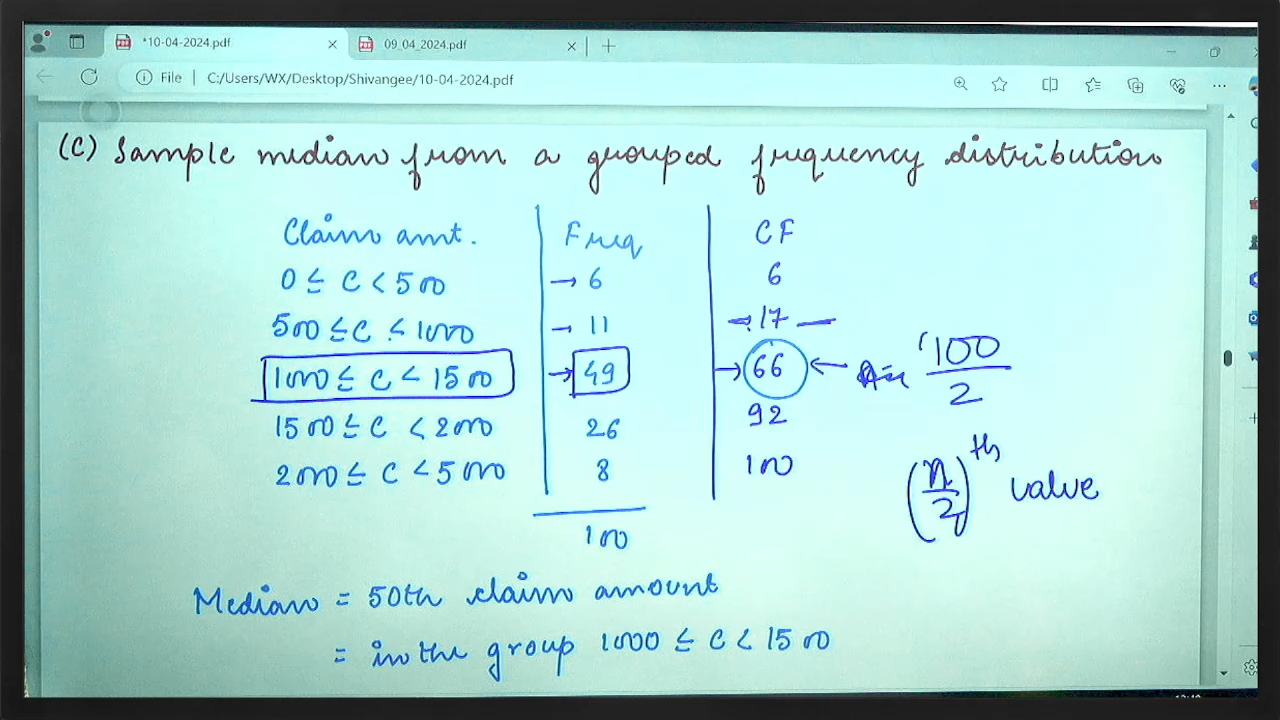 *10-04-2024.pdf
09_04_2024.pdf
File | C:/Users/WX/Desktop/Shivangee/10-04-2024.pdf
(C) Sample median from a grouped frequency distribution
Claim amt. Freq CF
0 ≤ C < 500 → 6 6
500 ≤ C < 1000 → 11 17
1000 ≤ C < 1500 → 49 → 66 ← 100/2
1500 ≤ C < 2000 26 92
2000 ≤ C < 5000 8 100
(n/2)th value
100
Median = 50th claim amount
= in the group 1000 ≤ C < 1500